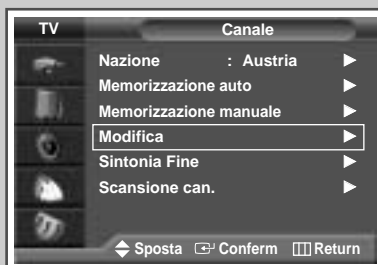 TV Canale
Nazione : Austria
Memorizzazione auto
Memorizzazione manuale
Modifica
Sintonia Fine
Scansione can.
Sposta Conferm Return